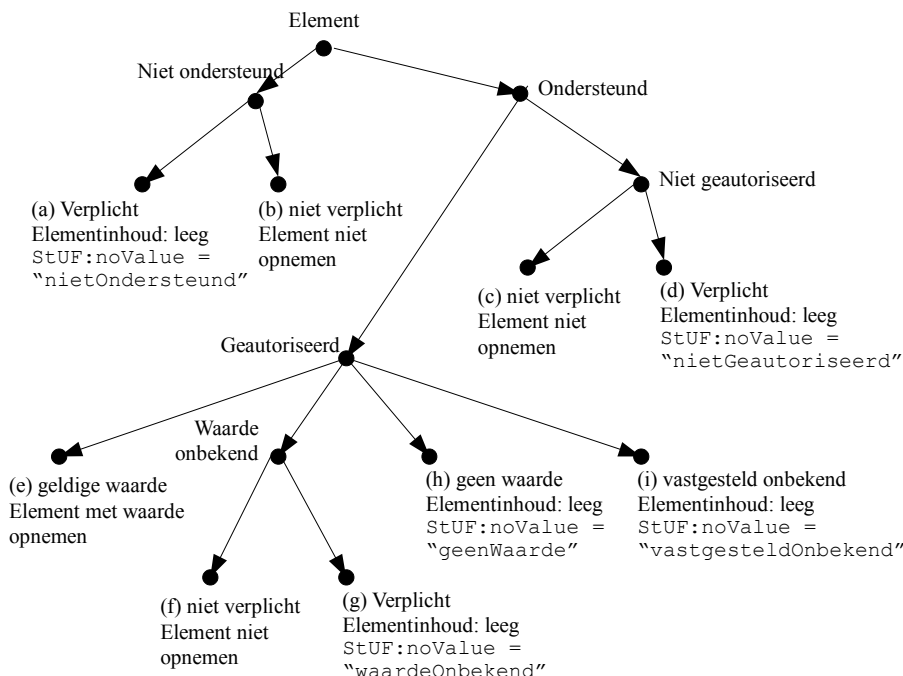 Element
Niet ondersteund
Ondersteund
Niet geautoriseerd
(a) Verplicht
Elementinhoud: leeg
StUF:noValue =
“nietOndersteund”
(b) niet verplicht
Element niet
opnemen
(c) niet verplicht
Element niet
opnemen
(d) Verplicht
Elementinhoud: leeg
StUF:noValue =
“nietGeautoriseerd”
Geautoriseerd
Waarde
onbekend
(e) geldige waarde
Element met waarde
opnemen
(h) geen waarde
Elementinhoud: leeg
StUF:noValue =
“geenWaarde”
(i) vastgesteld onbekend
Elementinhoud: leeg
StUF:noValue =
“vastgesteldOnbekend”
(f) niet verplicht
Element niet
opnemen
(g) Verplicht
Elementinhoud: leeg
StUF:noValue =
“waardeOnbekend”